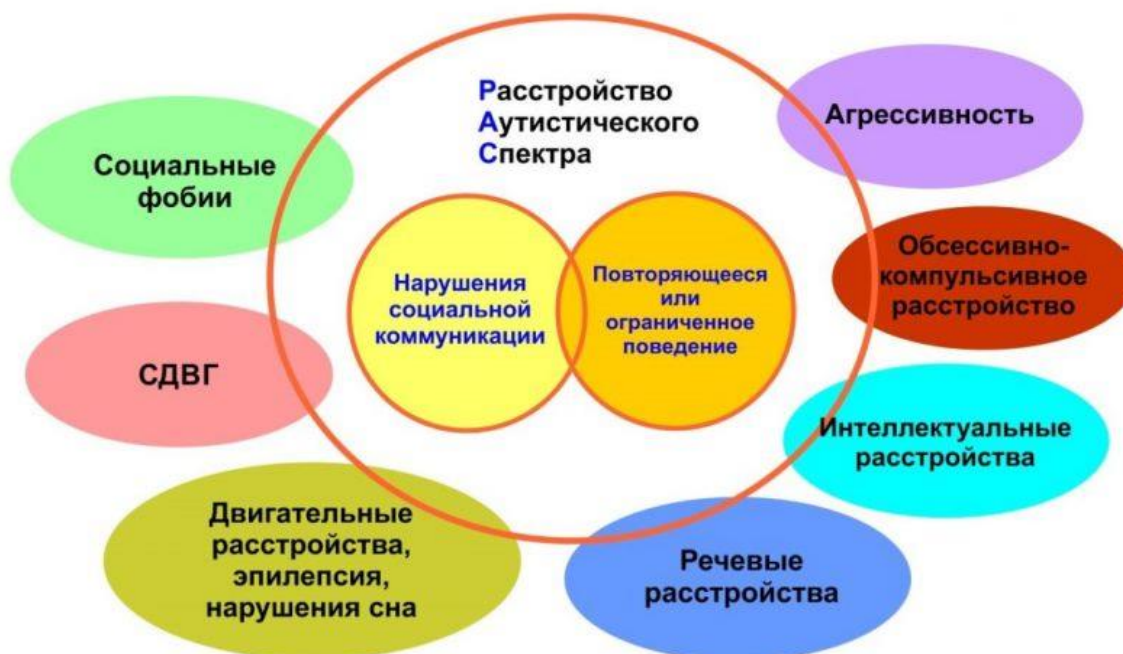 Расстройство
Аутистического
Спектра
Агрессивность
Социальные
фобии
Обсессивно-
компульсивное
расстройство
Нарушения
социальной
коммуникации
Повторяющееся
или
ограниченное
поведение
СДВГ
Интеллектуальные
расстройства
Двигательные
расстройства,
эпилепсия,
нарушения сна
Речевые
расстройства